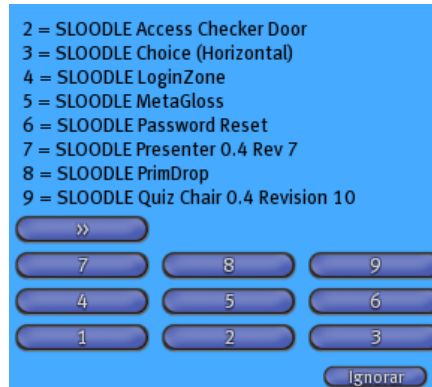 2 = SLOODLE Access Checker Door
3 = SLOODLE Choice (Horizontal)
4 = SLOODLE LoginZone
5 = SLOODLE MetaGloss
6 = SLOODLE Password Reset
7 = SLOODLE Presenter 0.4 Rev 7
8 = SLOODLE PrimDrop
9 = SLOODLE Quiz Chair 0.4 Revision 10
»
7 8 9
4 5 6
1 2 3
Ignorar